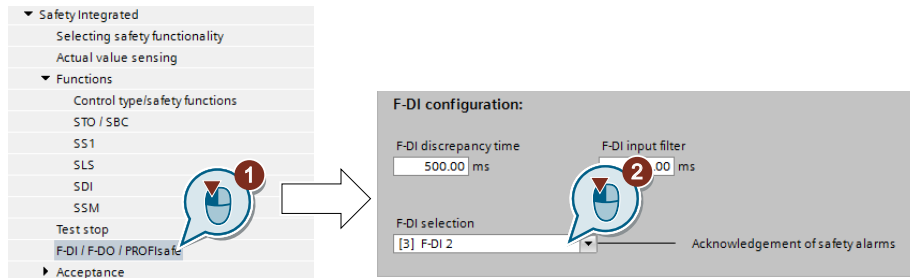 Safety Integrated
Selecting safety functionality
Actual value sensing
Functions
Control type/safety functions
STO / SBC
SS1
SLS
SDI
SSM
Test stop
F-DI / F-DO / PROFIsafe
Acceptance
1
F-DI configuration:
F-DI discrepancy time F-DI input filter
500.00 ms .00 ms
2
F-DI selection
[3] F-DI 2 Acknowledgement of safety alarms